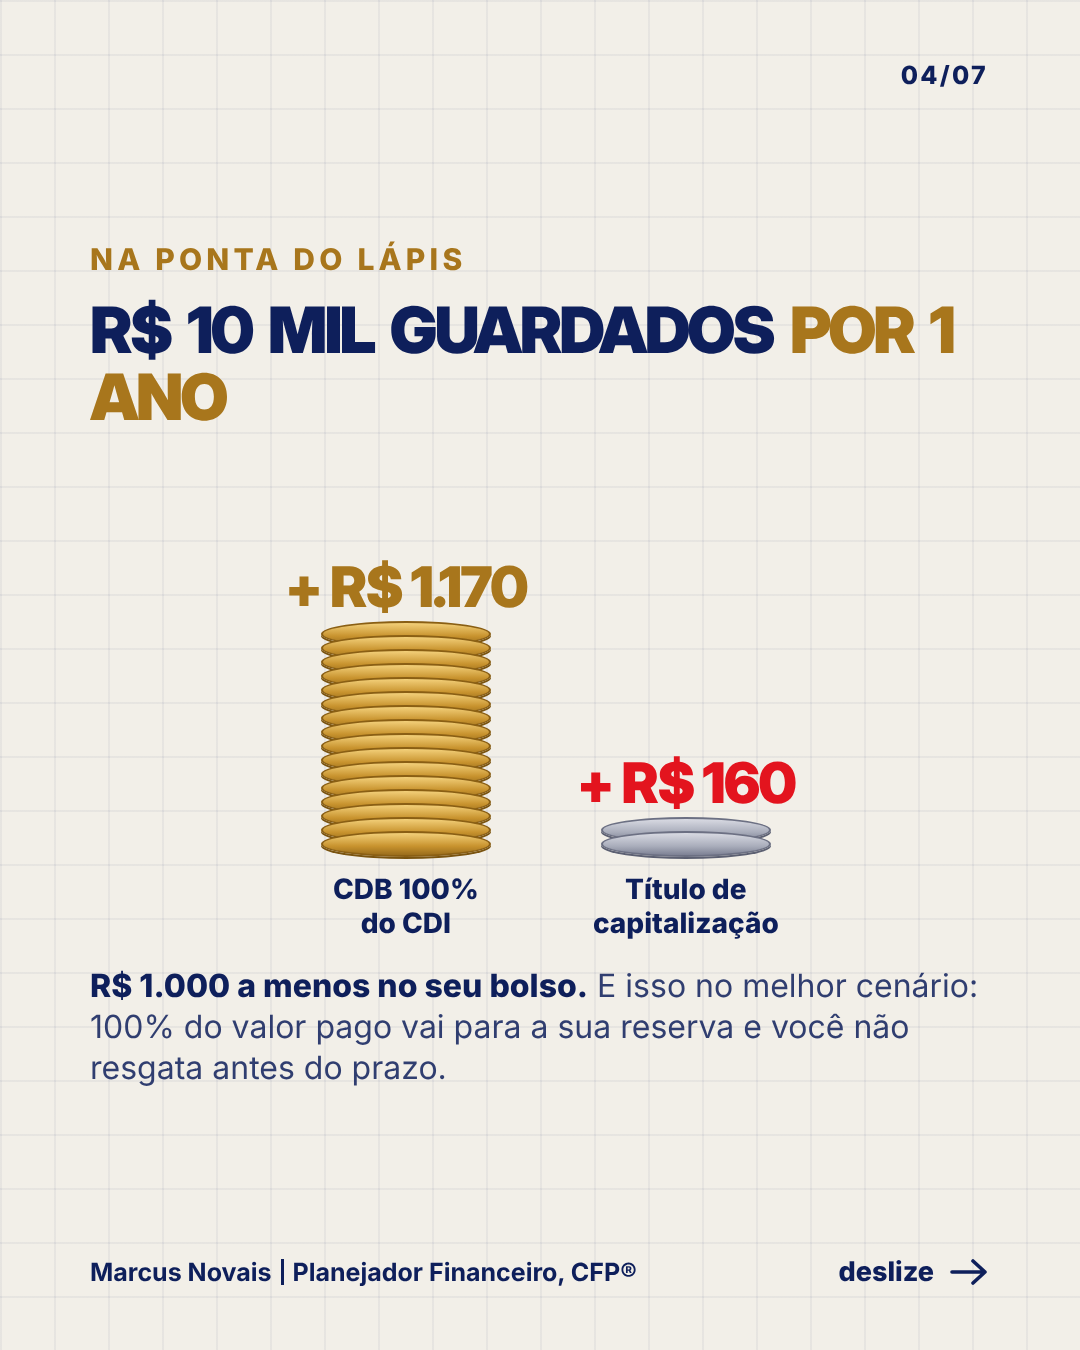 04/07
NA PONTA DO LÁPIS
R$ 10 MIL GUARDADOS POR 1
ANO
+ R$ 1.170
+ R$ 160
CDB 100%
do CDI
Título de
capitalização
R$ 1.000 a menos no seu bolso. E isso no melhor cenário:
100% do valor pago vai para a sua reserva e você não
resgata antes do prazo.
Marcus Novais | Planejador Financeiro, CFP®
deslize →